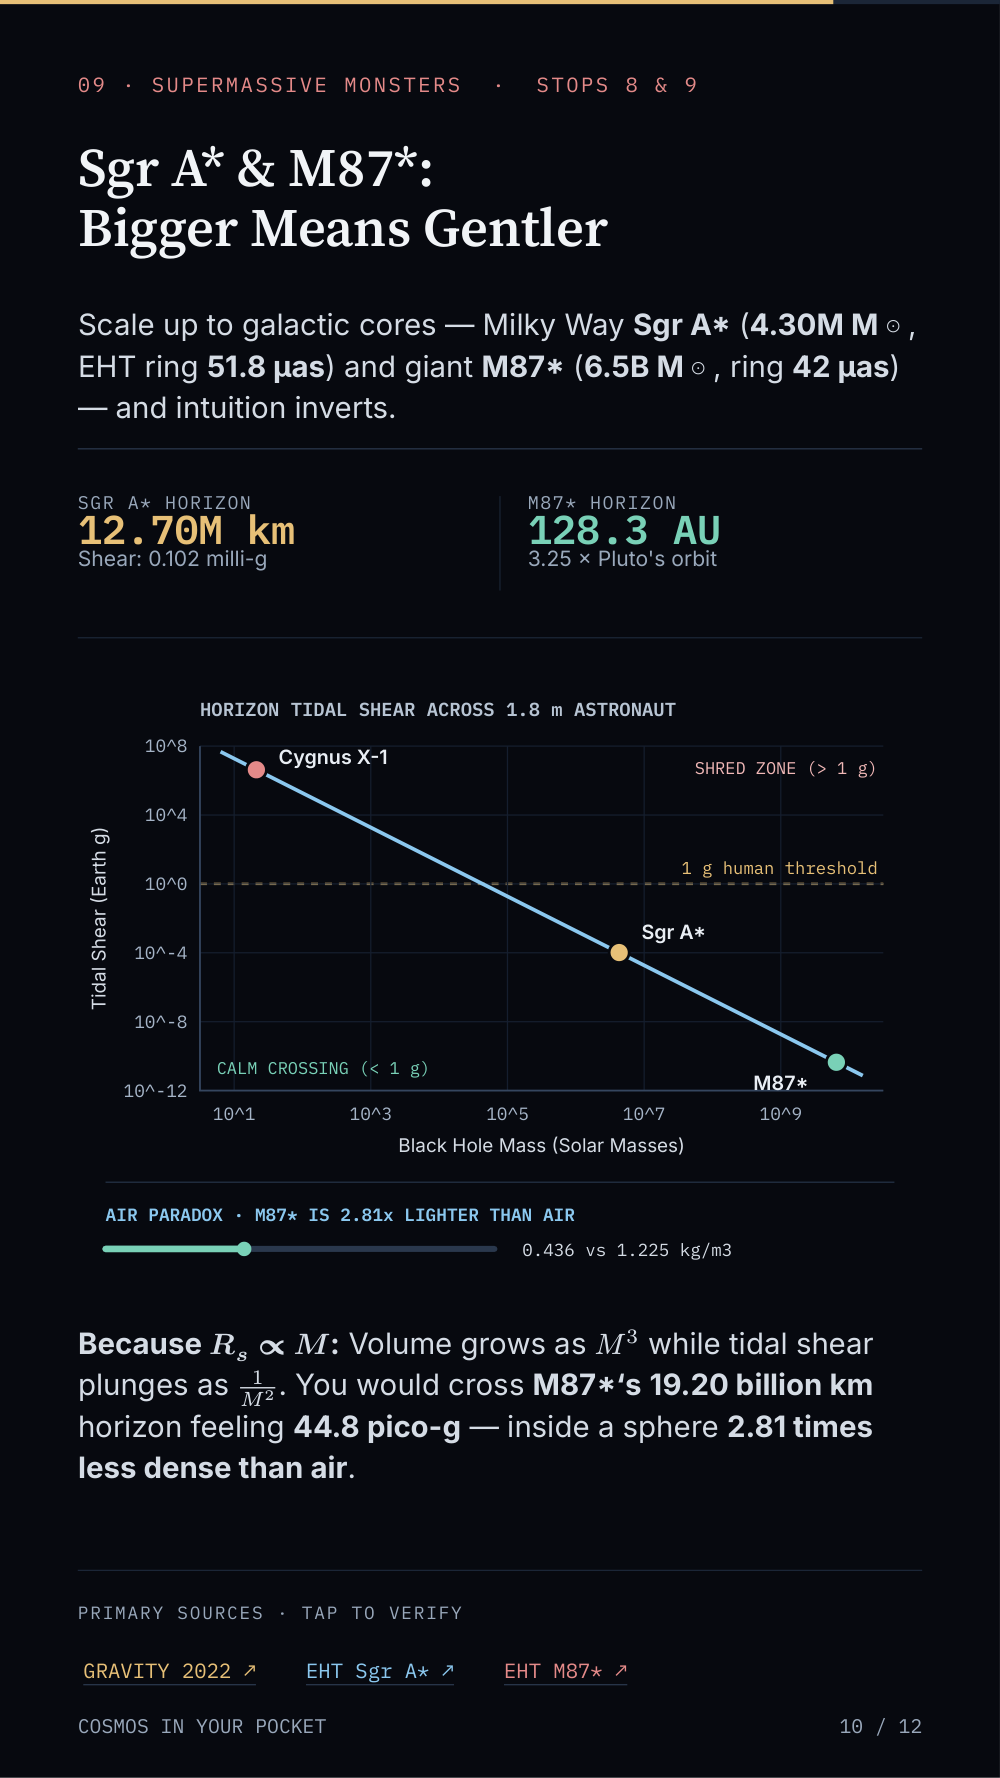 09 · SUPERMASSIVE MONSTERS · STOPS 8 & 9
Sgr A* & M87*:
Bigger Means Gentler
Scale up to galactic cores — Milky Way Sgr A* (4.30M M☉,
EHT ring 51.8 μas) and giant M87* (6.5B M☉, ring 42 μas)
— and intuition inverts.
SGR A* HORIZON
12.70M km
Shear: 0.102 milli-g
M87* HORIZON
128.3 AU
3.25 × Pluto's orbit
HORIZON TIDAL SHEAR ACROSS 1.8 m ASTRONAUT
Tidal Shear (Earth g)
10^8
10^4
10^0
10^-4
10^-8
10^-12
Cygnus X-1
SHRED ZONE (> 1 g)
1 g human threshold
Sgr A*
CALM CROSSING (< 1 g)
M87*
10^1
10^3
10^5
10^7
10^9
Black Hole Mass (Solar Masses)
AIR PARADOX · M87* IS 2.81x LIGHTER THAN AIR
0.436 vs 1.225 kg/m3
Because R_s ∝ M: Volume grows as M^3 while tidal shear
plunges as 1/M^2. You would cross M87*‘s 19.20 billion km
horizon feeling 44.8 pico-g — inside a sphere 2.81 times
less dense than air.
PRIMARY SOURCES · TAP TO VERIFY
GRAVITY 2022 ↗
EHT Sgr A* ↗
EHT M87* ↗
COSMOS IN YOUR POCKET
10 / 12